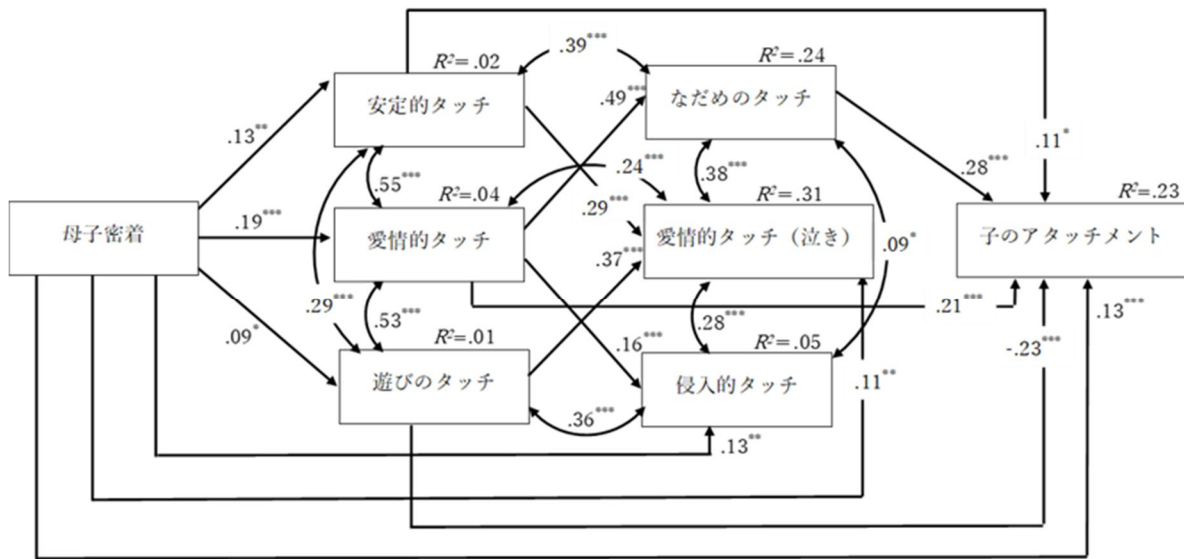 .39***
R²= .02
R²= .24
安定的タッチ
なだめのタッチ
.49***
.13**
.11*
.24***
.28***
.55***
.38***
R²=.04
.29***
R²=.31
R²=.23
母子密着
.19***
愛情的タッチ
愛情的タッチ（泣き）
子のアタッチメント
.37***
.09*
.29***
.21***
.13***
.53***
.28***
.09*
R²=.01
.16***
R²=.05
-.23***
遊びのタッチ
侵入的タッチ
.11**
.36***
.13**